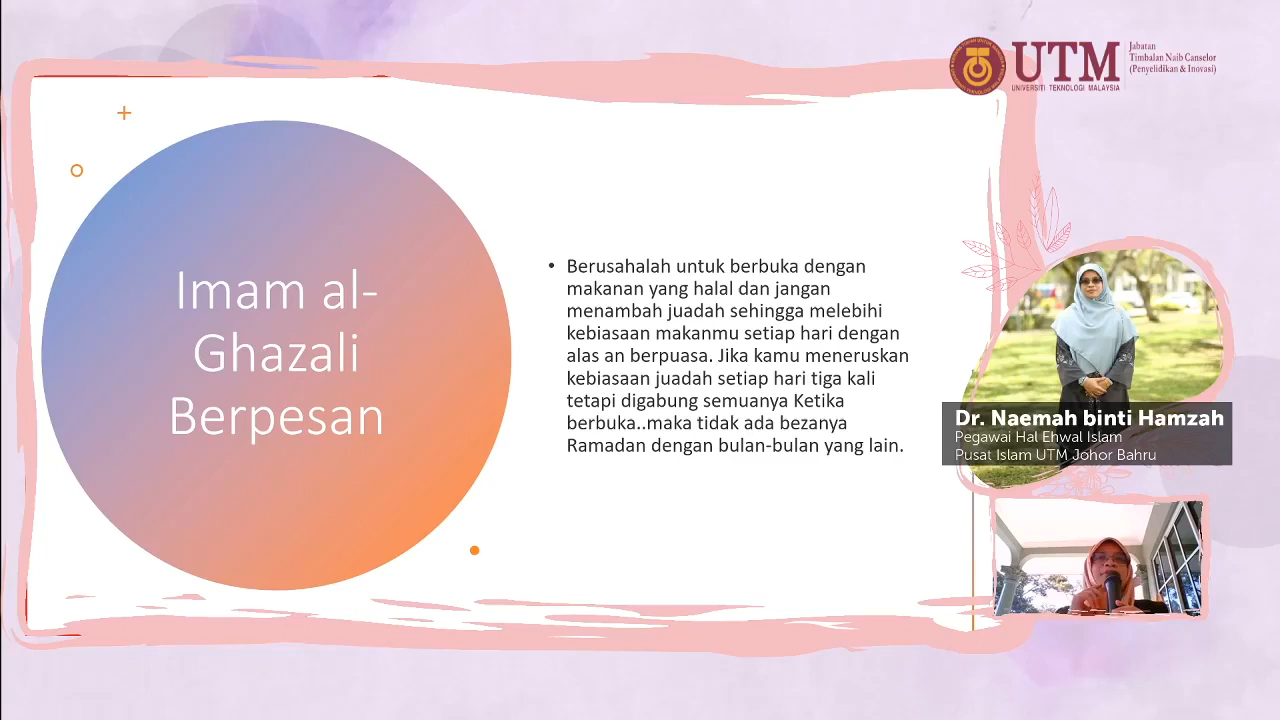 UTM
UNIVERSITI TEKNOLOGI MALAYSIA
Jabatan
Timbalan Naib Canselor
(Penyelidikan & Inovasi)
Imam al-
Ghazali
Berpesan
• Berusahalah untuk berbuka dengan
makanan yang halal dan jangan
menambah juadah sehingga melebihi
kebiasaan makanmu setiap hari dengan
alas an berpuasa. Jika kamu meneruskan
kebiasaan juadah setiap hari tiga kali
tetapi digabung semuanya Ketika
berbuka..maka tidak ada bezanya
Ramadan dengan bulan-bulan yang lain.
Dr. Naemah binti Hamzah
Pegawai Hal Ehwal Islam
Pusat Islam UTM Johor Bahru